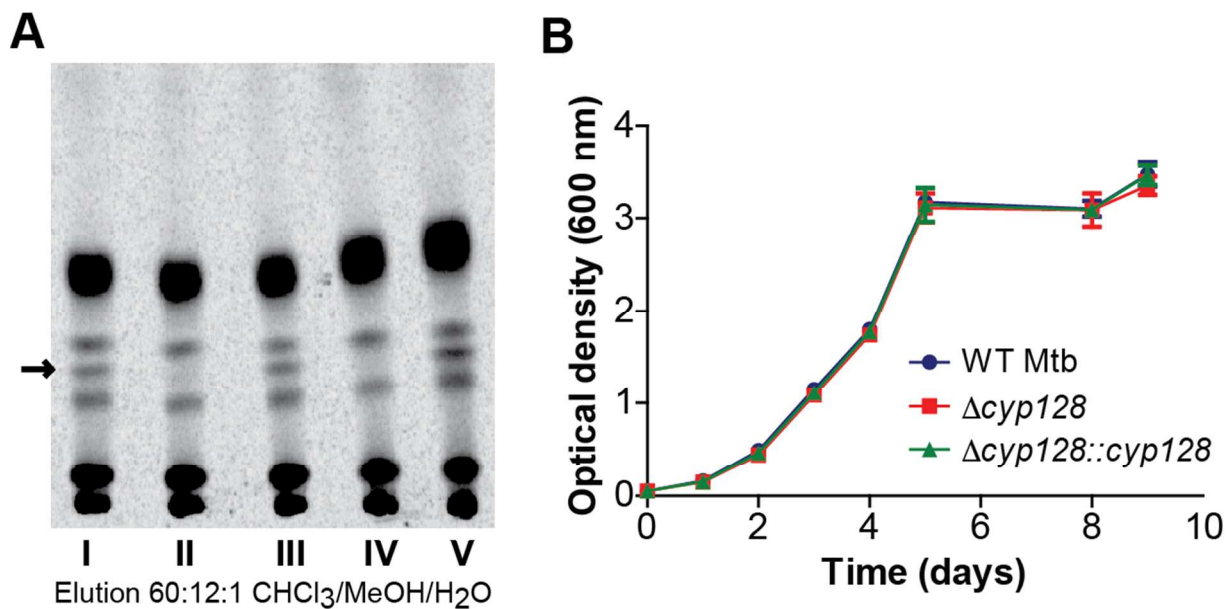 A
I II III IV V
Elution 60:12:1 CHCl3/MeOH/H2O
B
Optical density (600 nm)
4
3
2
1
0
0 2 4 6 8 10
Time (days)
WT Mtb
Δcyp128
Δcyp128::cyp128